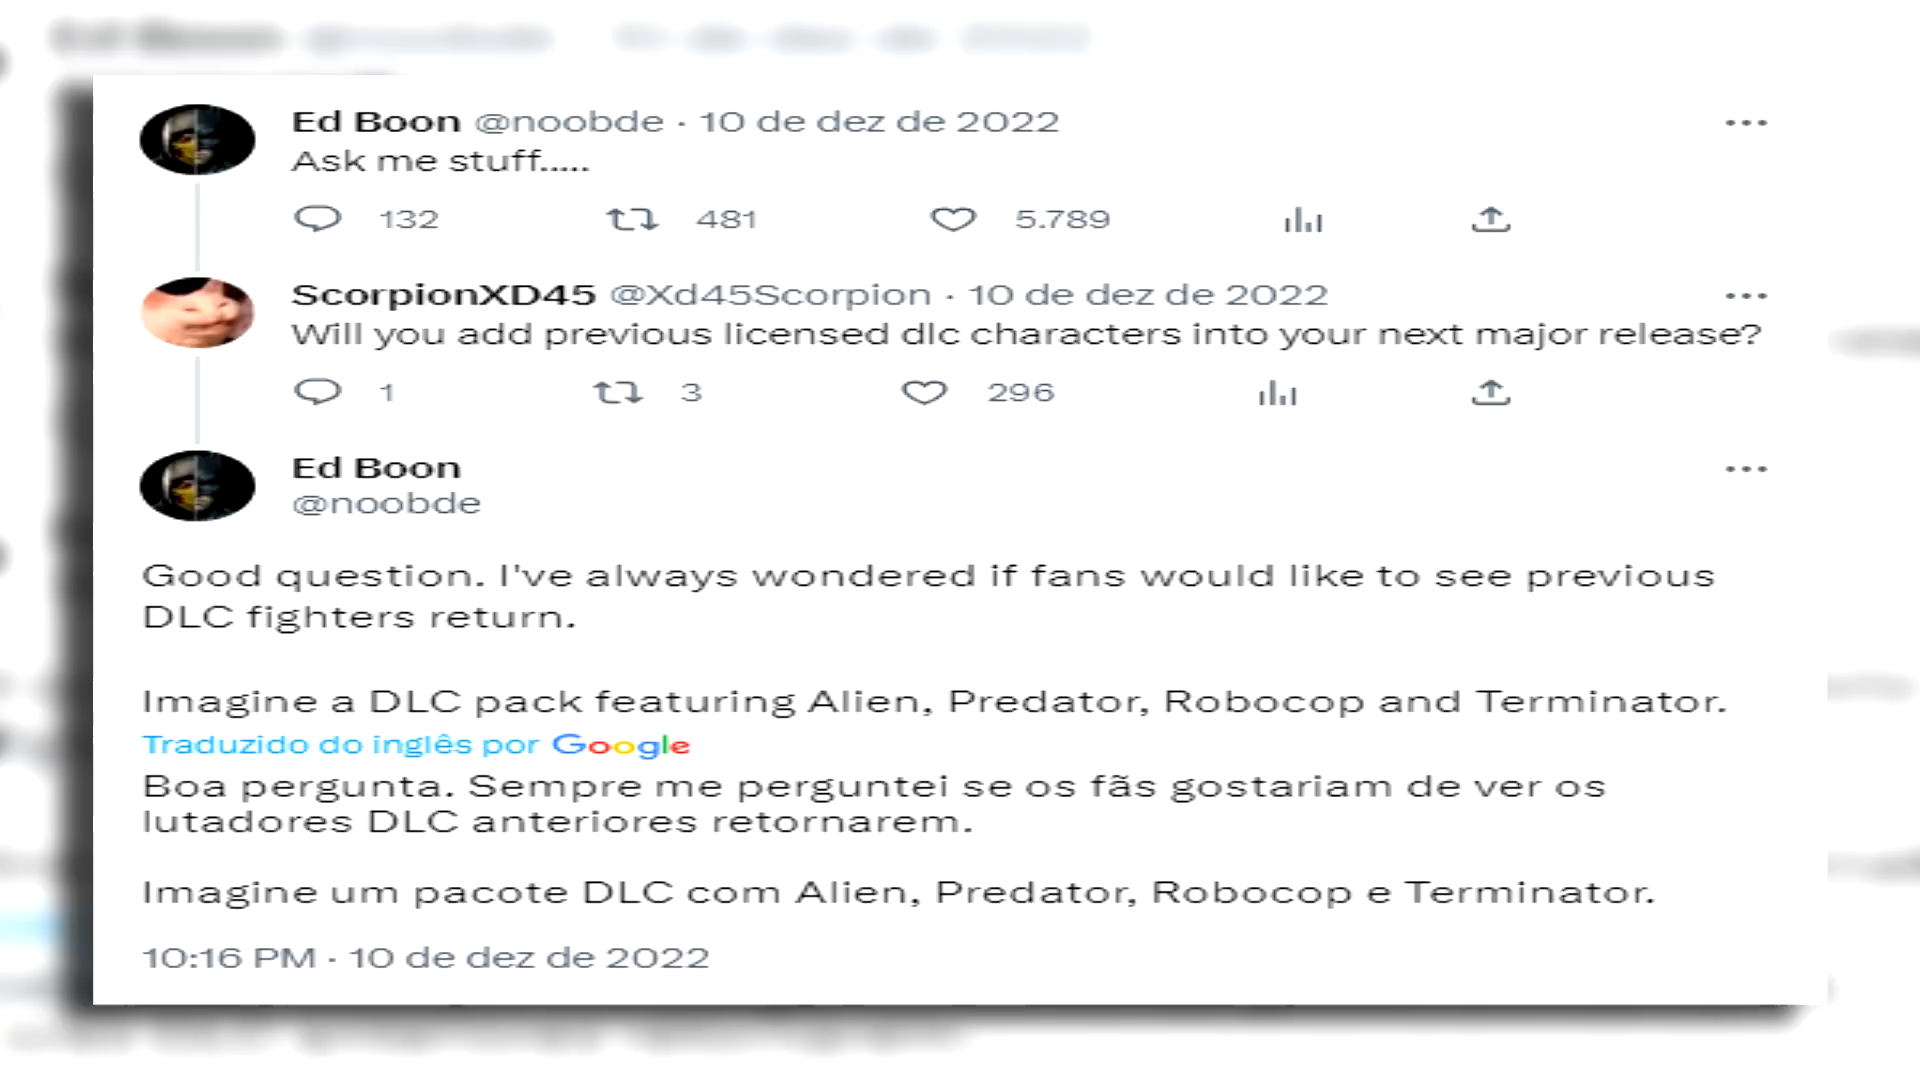 Ed Boon @noobde · 10 de dez de 2022
Ask me stuff.....
132 481 5.789
ScorpionXD45 @Xd45Scorpion · 10 de dez de 2022
Will you add previous licensed dlc characters into your next major release?
1 3 296
Ed Boon
@noobde
Good question. I've always wondered if fans would like to see previous
DLC fighters return.
Imagine a DLC pack featuring Alien, Predator, Robocop and Terminator.
Traduzido do inglês por Google
Boa pergunta. Sempre me perguntei se os fãs gostariam de ver os
lutadores DLC anteriores retornarem.
Imagine um pacote DLC com Alien, Predator, Robocop e Terminator.
10:16 PM · 10 de dez de 2022